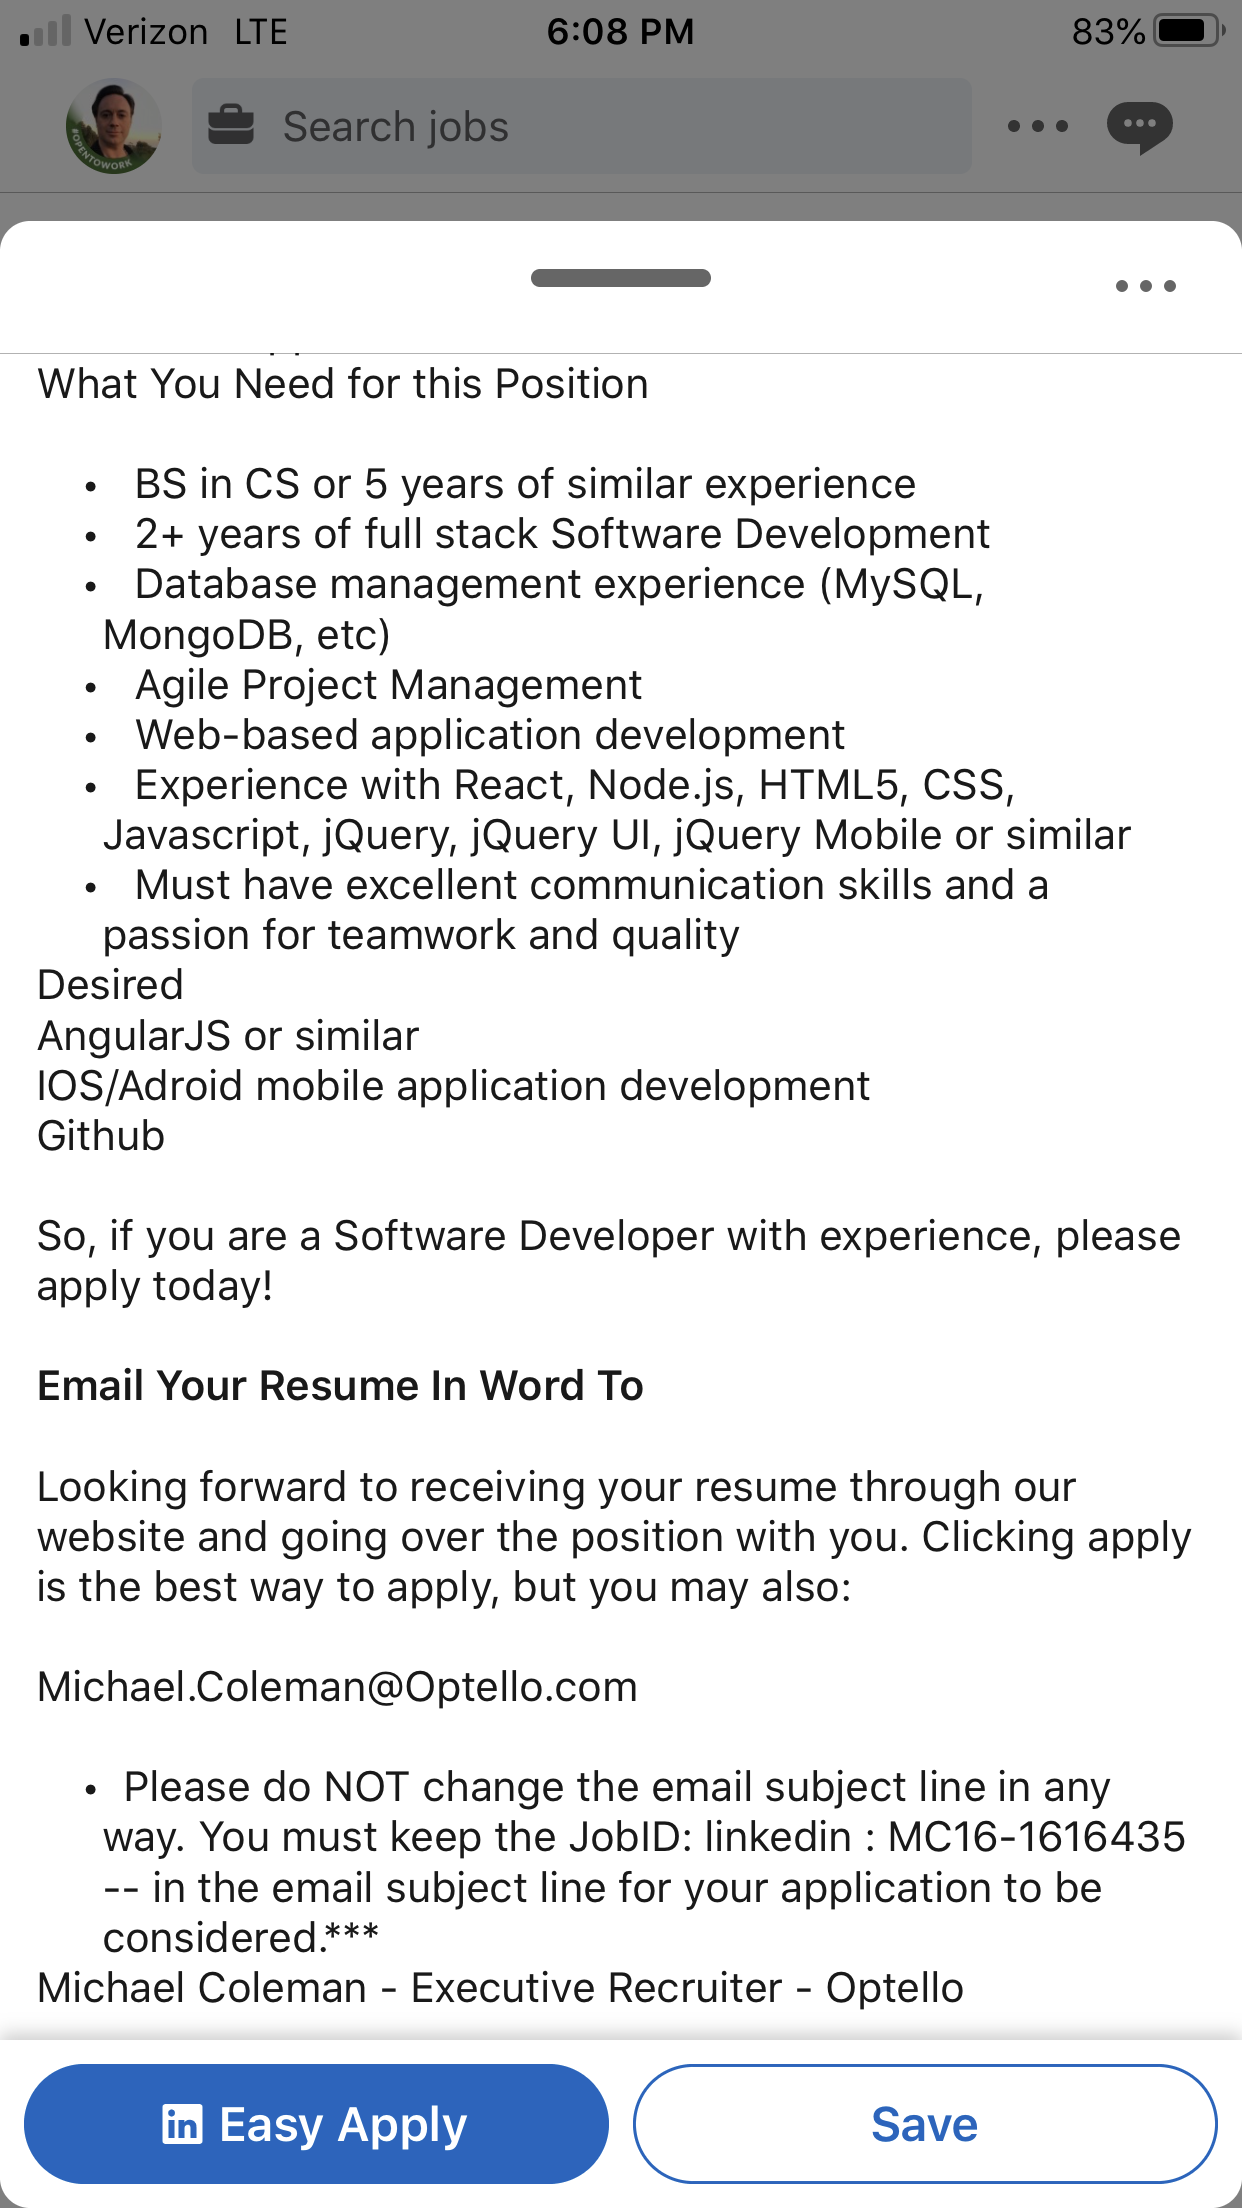 Verizon LTE 6:08 PM 83%
#OPENTOWORK
Search jobs
What You Need for this Position
• BS in CS or 5 years of similar experience
• 2+ years of full stack Software Development
• Database management experience (MySQL,
MongoDB, etc)
• Agile Project Management
• Web-based application development
• Experience with React, Node.js, HTML5, CSS,
Javascript, jQuery, jQuery UI, jQuery Mobile or similar
• Must have excellent communication skills and a
passion for teamwork and quality
Desired
AngularJS or similar
IOS/Adroid mobile application development
Github
So, if you are a Software Developer with experience, please
apply today!
Email Your Resume In Word To
Looking forward to receiving your resume through our
website and going over the position with you. Clicking apply
is the best way to apply, but you may also:
Michael.Coleman@Optello.com
• Please do NOT change the email subject line in any
way. You must keep the JobID: linkedin : MC16-1616435
-- in the email subject line for your application to be
considered.***
Michael Coleman - Executive Recruiter - Optello
in Easy Apply
Save